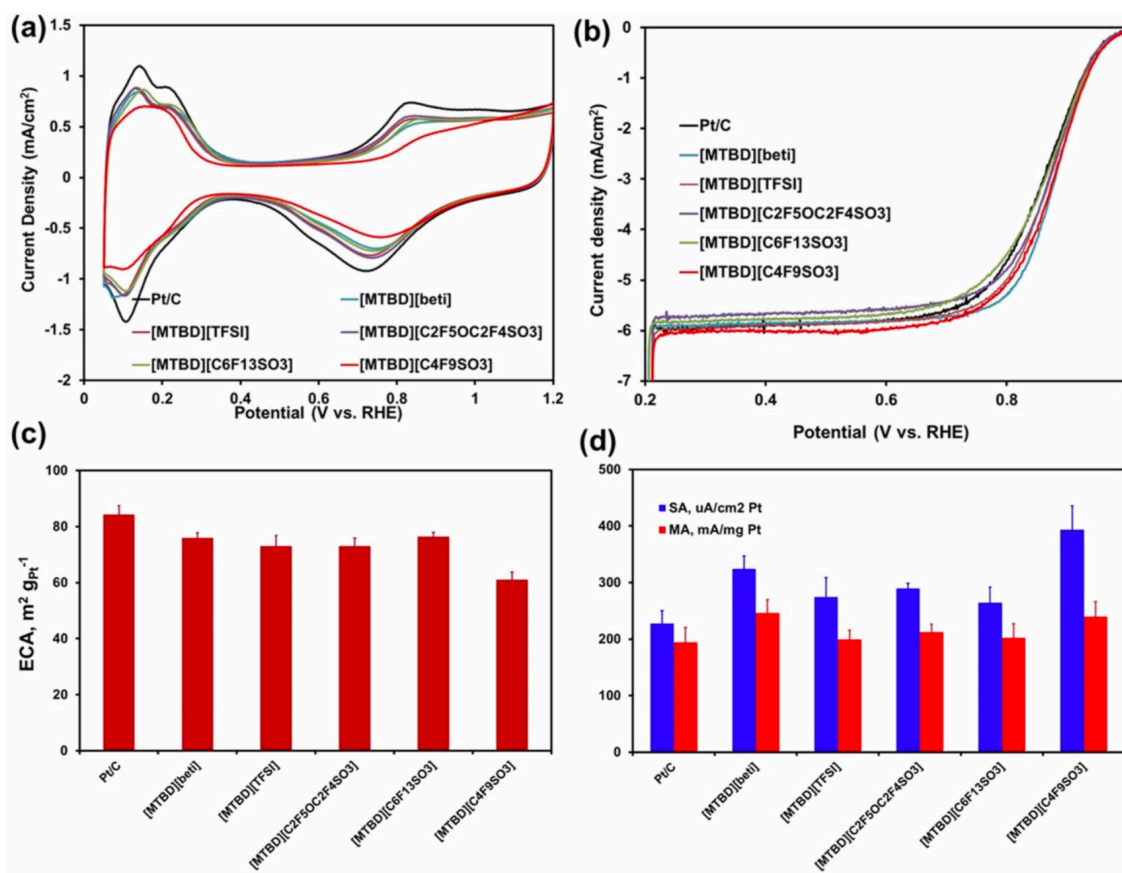 (a)
1.5
1
0.5
0
-0.5
-1
-1.5
-2
Current Density (mA/cm²)
Pt/C
[MTBD][beti]
[MTBD][TFSI]
[MTBD][C2F5OC2F4SO3]
[MTBD][C6F13SO3]
[MTBD][C4F9SO3]
0 0.2 0.4 0.6 0.8 1 1.2
Potential (V vs. RHE)
(b)
0
-1
-2
-3
-4
-5
-6
-7
Current density (mA/cm²)
Pt/C
[MTBD][beti]
[MTBD][TFSI]
[MTBD][C2F5OC2F4SO3]
[MTBD][C6F13SO3]
[MTBD][C4F9SO3]
0.2 0.4 0.6 0.8
Potential (V vs. RHE)
(c)
100
80
60
40
20
0
ECA, m² gPt⁻¹
Pt/C
[MTBD][beti]
[MTBD][TFSI]
[MTBD][C2F5OC2F4SO3]
[MTBD][C6F13SO3]
[MTBD][C4F9SO3]
(d)
500
400
300
200
100
0
SA, uA/cm2 Pt
MA, mA/mg Pt
Pt/C
[MTBD][beti]
[MTBD][TFSI]
[MTBD][C2F5OC2F4SO3]
[MTBD][C6F13SO3]
[MTBD][C4F9SO3]